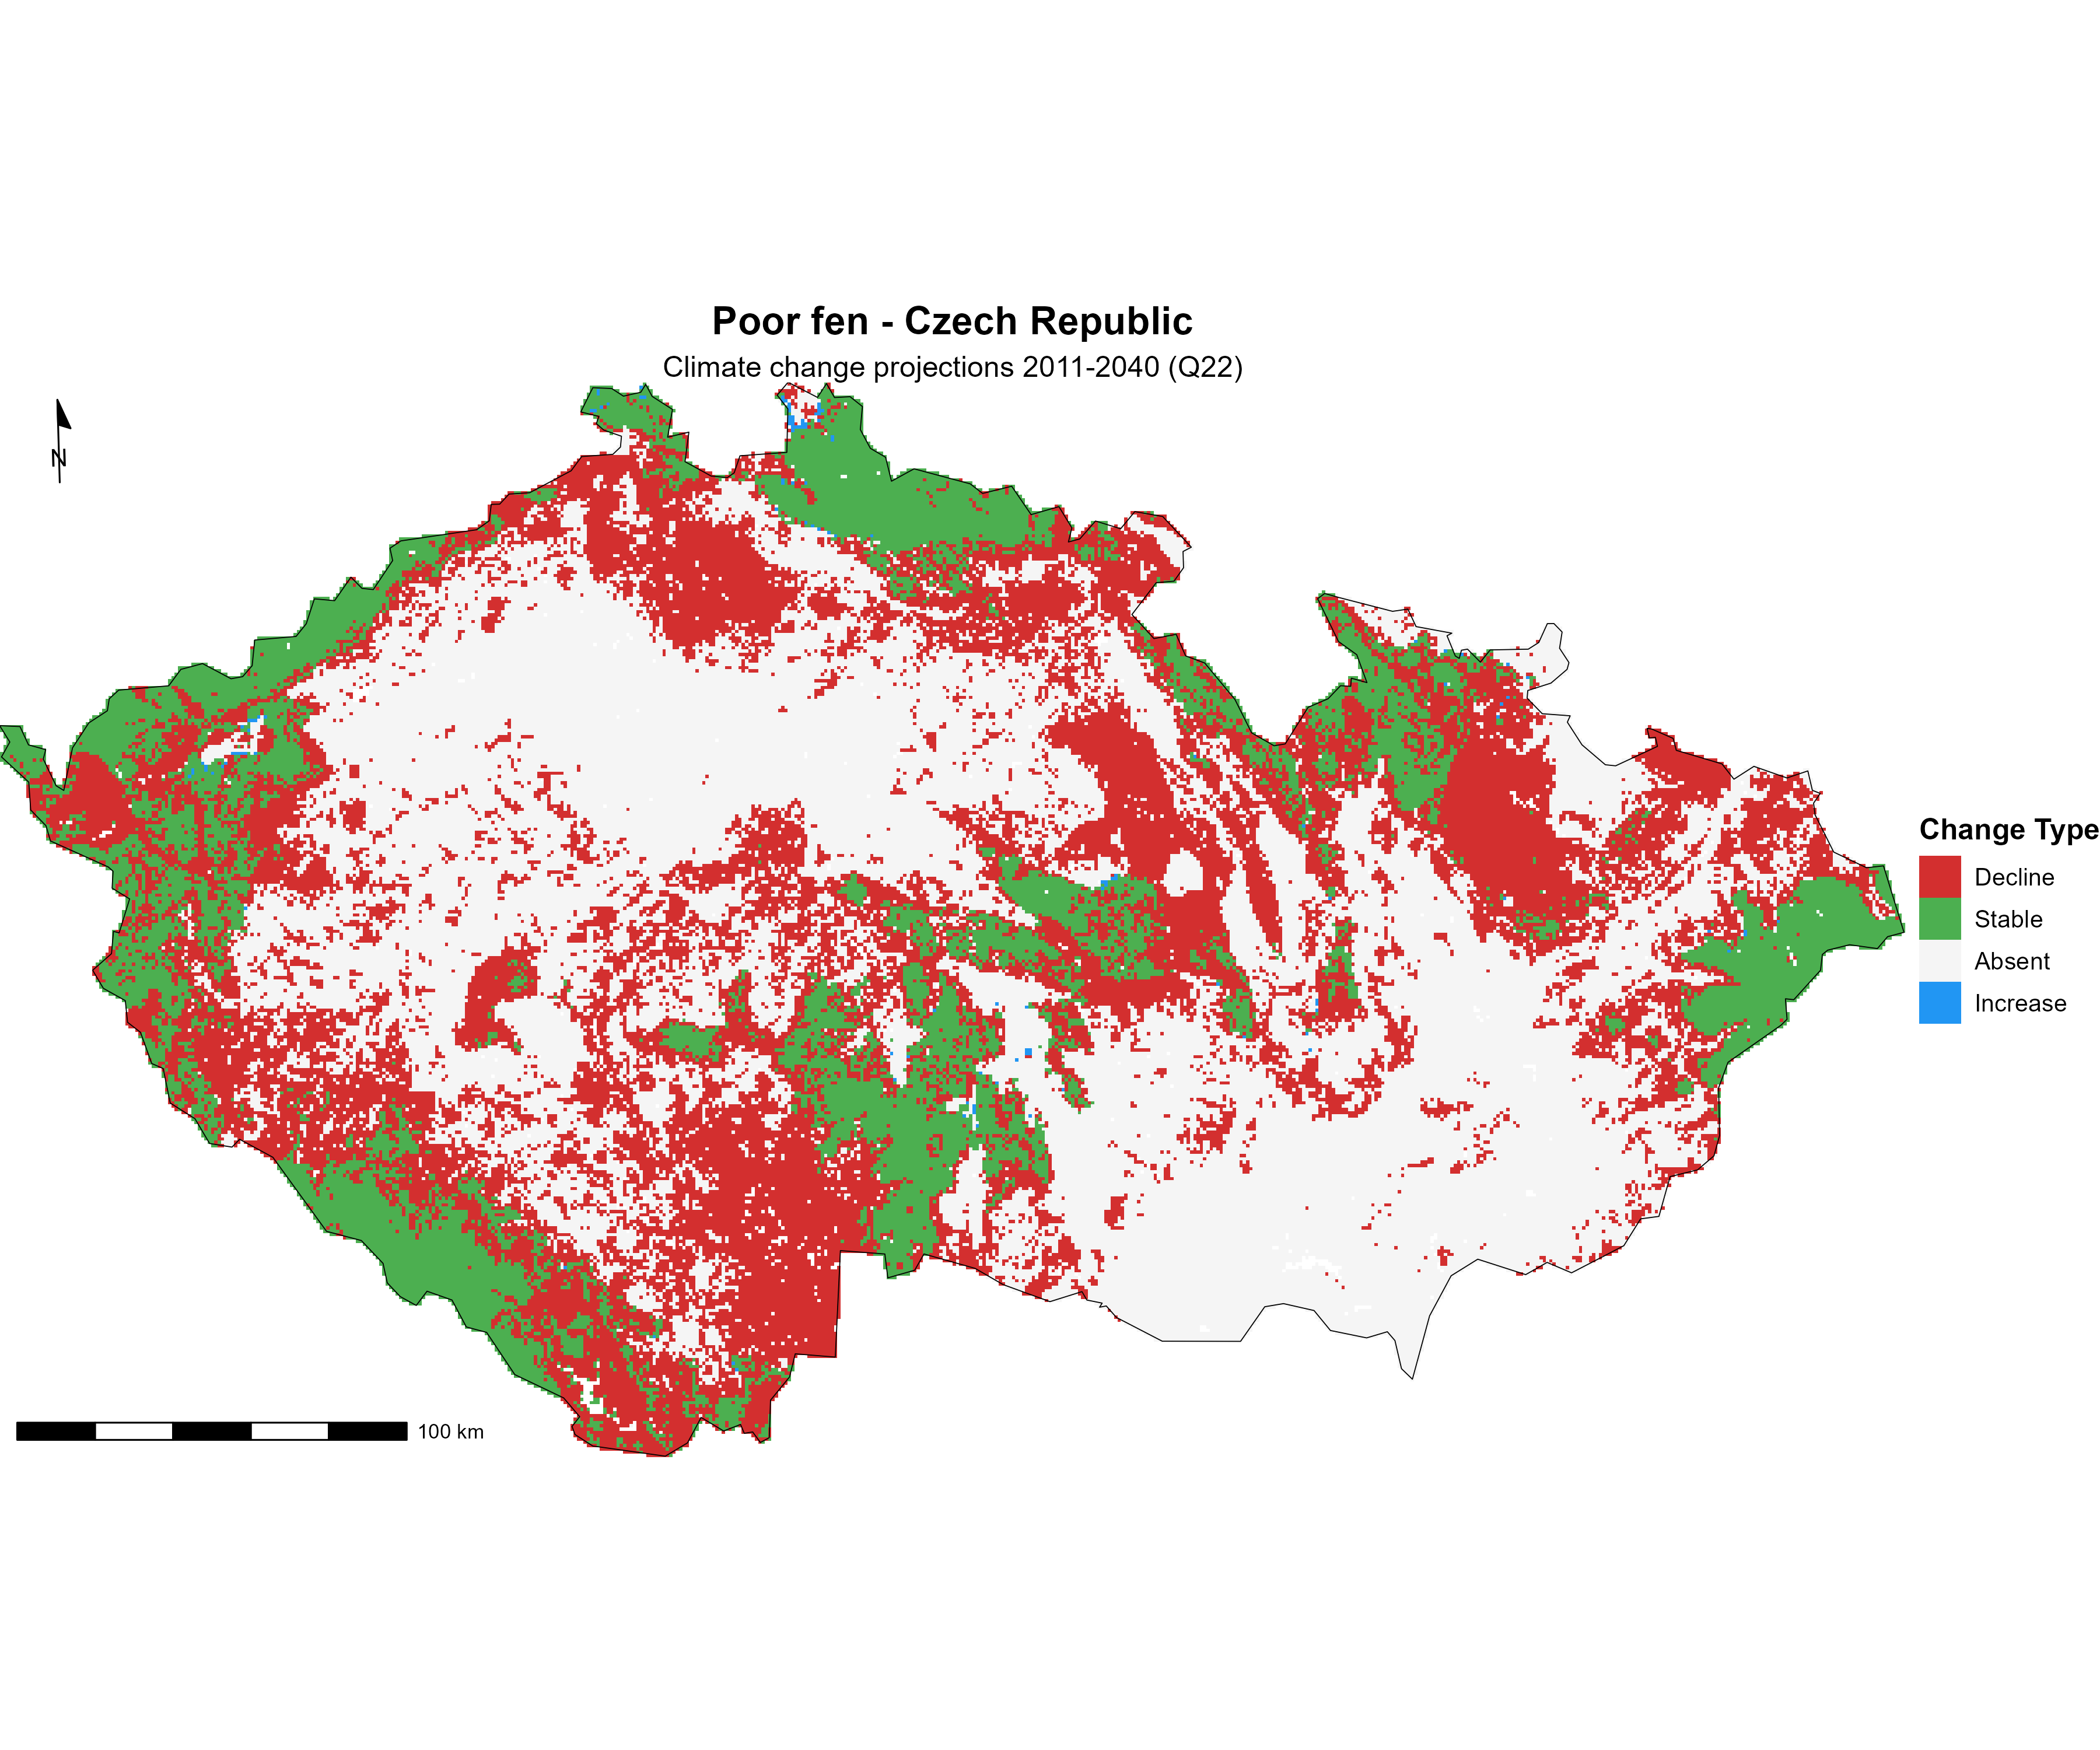 Poor fen - Czech Republic
Climate change projections 2011-2040 (Q22)
N
Change Type
Decline
Stable
Absent
Increase
100 km